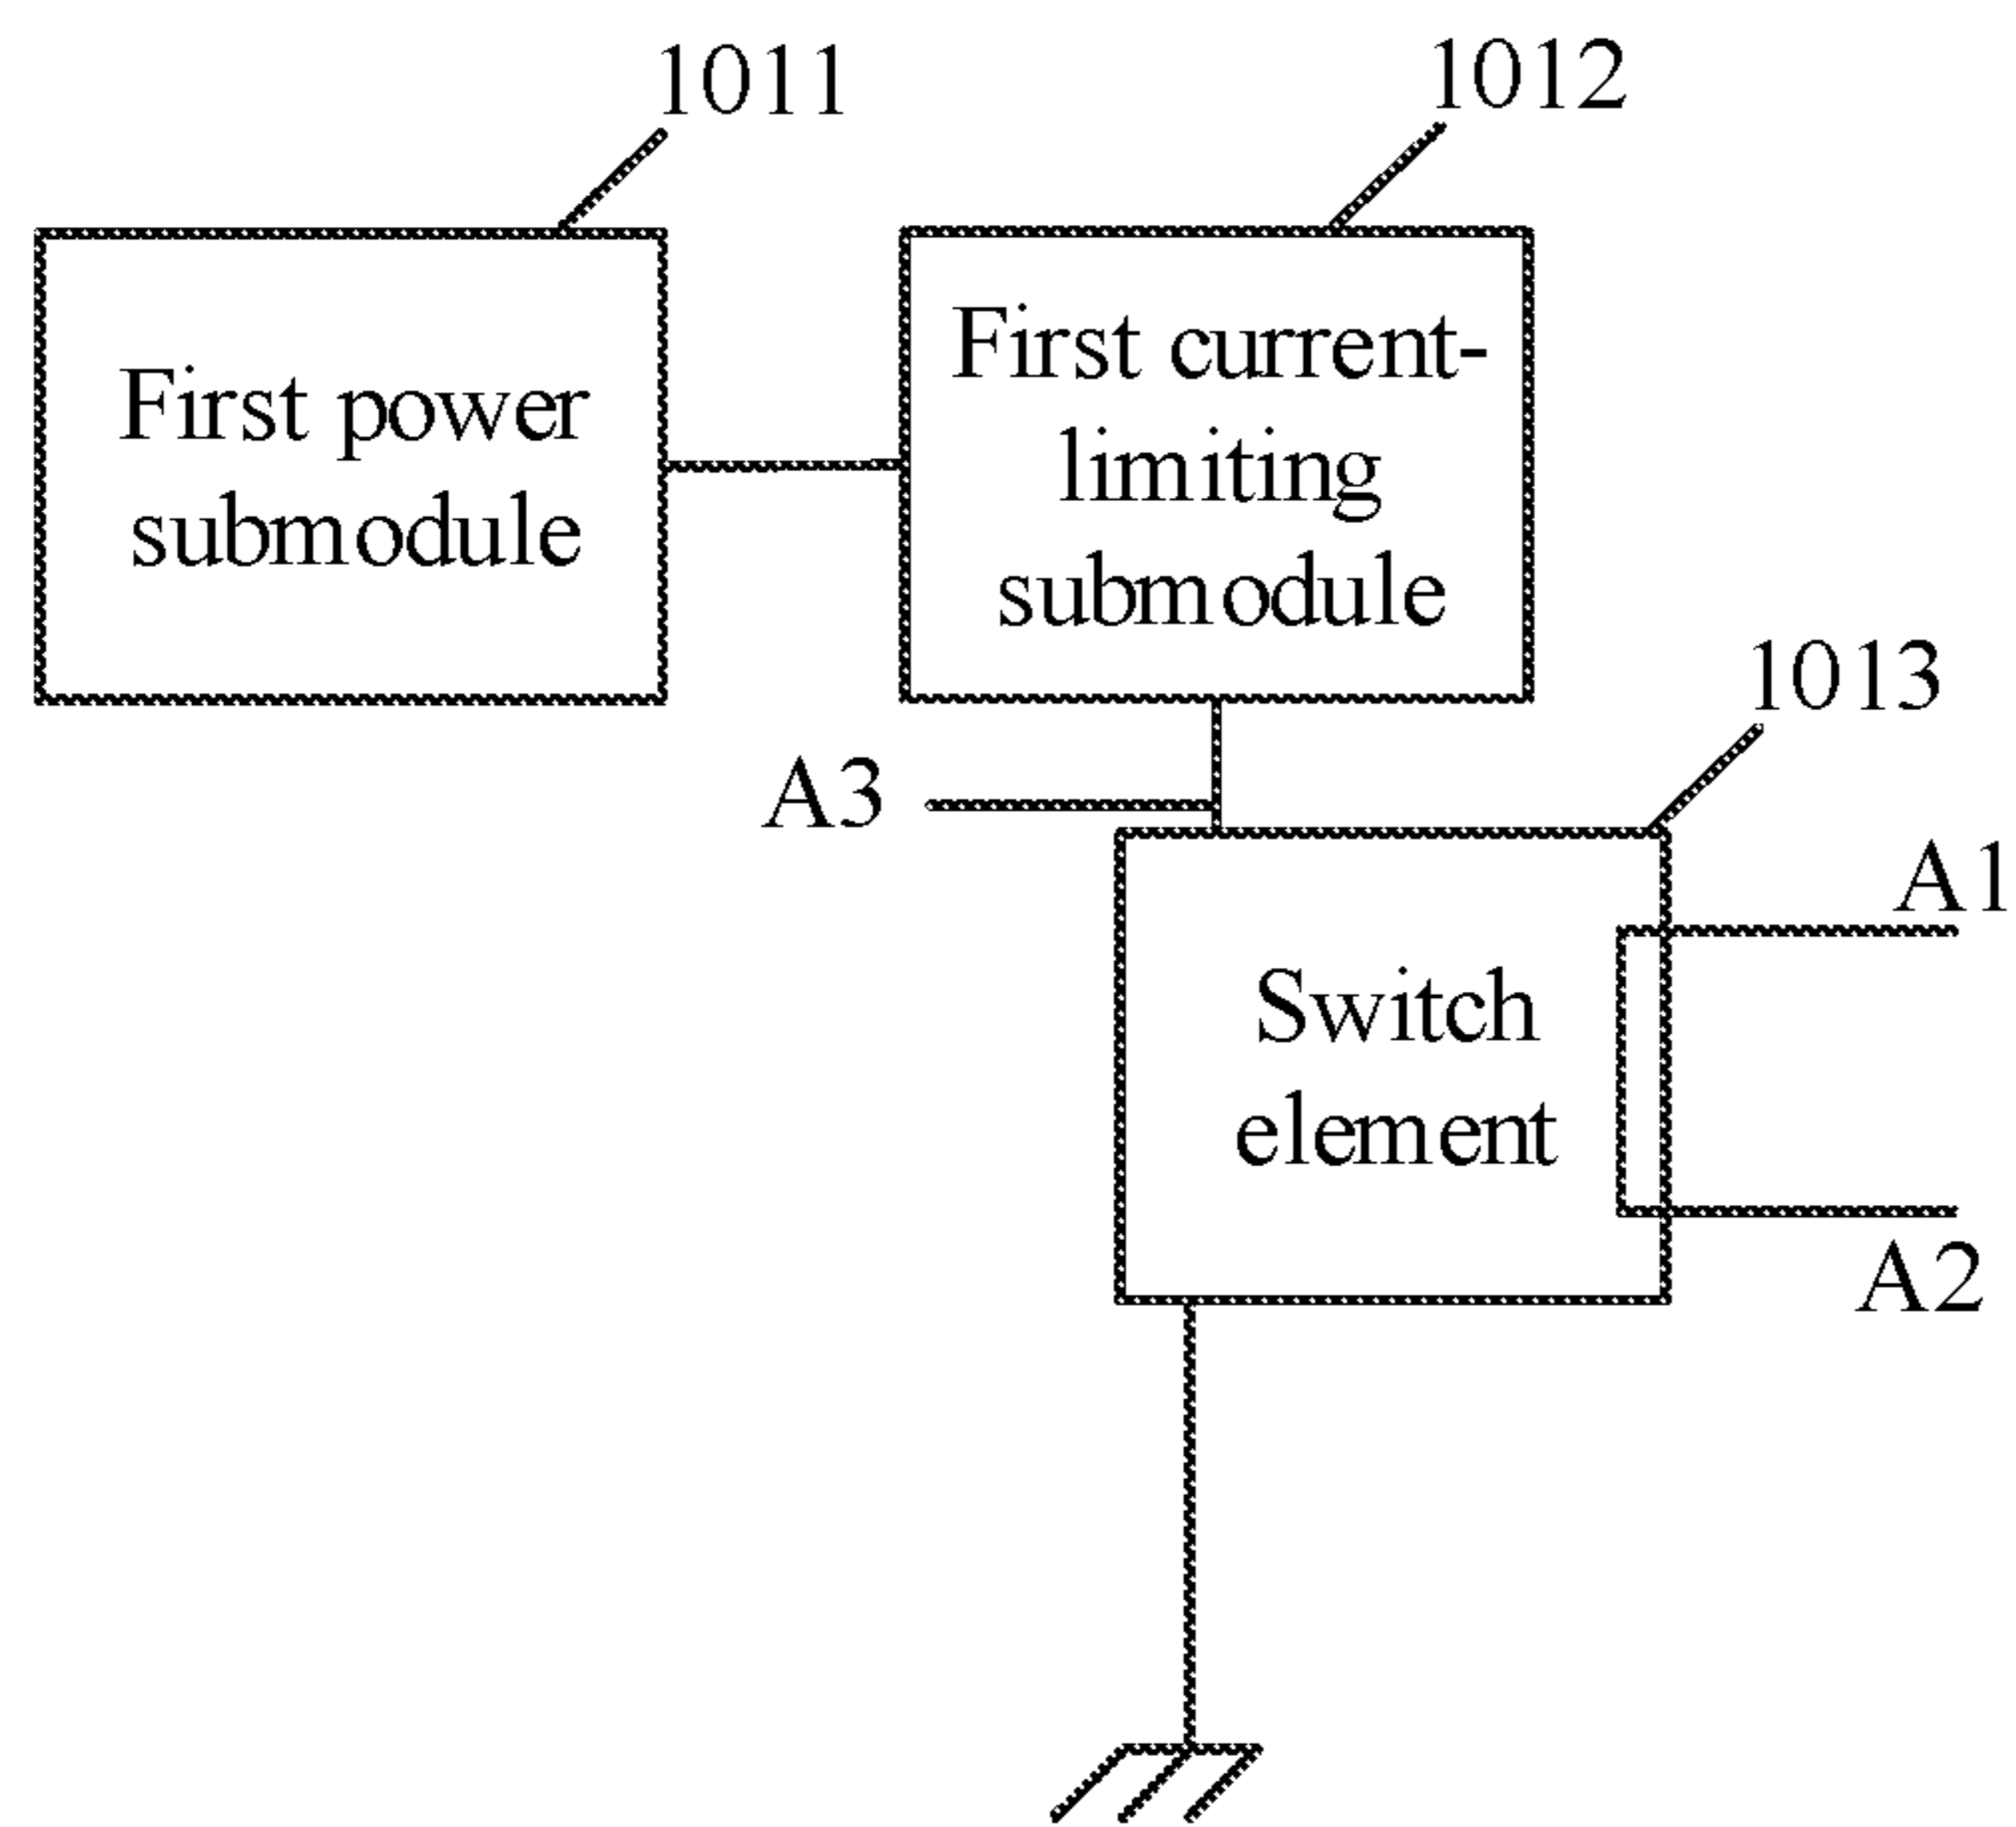 1011
1012
First power
submodule
First current-
limiting
submodule
1013
A3
A1
Switch
element
A2